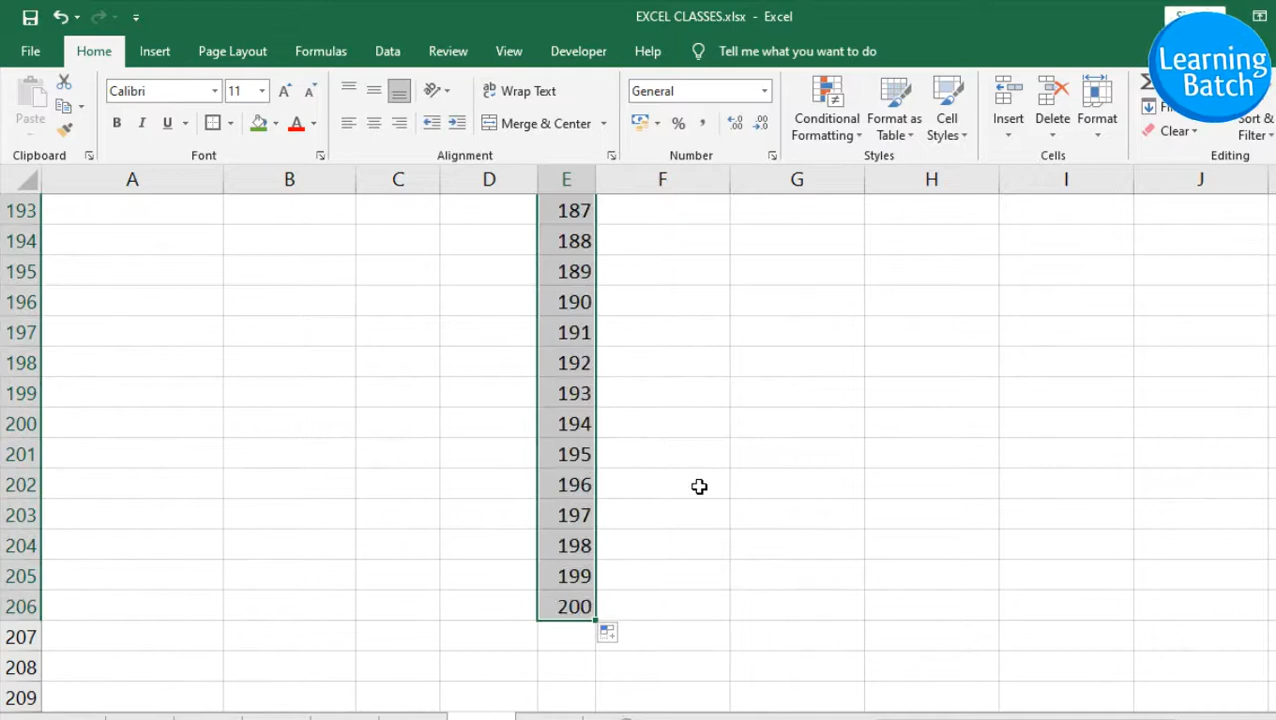 EXCEL CLASSES.xlsx - Excel
File Home Insert Page Layout Formulas Data Review View Developer Help Tell me what you want to do
Learning
Batch
Calibri 11 Wrap Text General
Paste B I U Merge & Center % , Conditional Formatting Format as Table Cell Styles Insert Delete Format Clear Sort & Filter
Clipboard Font Alignment Number Styles Cells Editing
A B C D E F G H I J
193 187
194 188
195 189
196 190
197 191
198 192
199 193
200 194
201 195
202 196
203 197
204 198
205 199
206 200
207
208
209